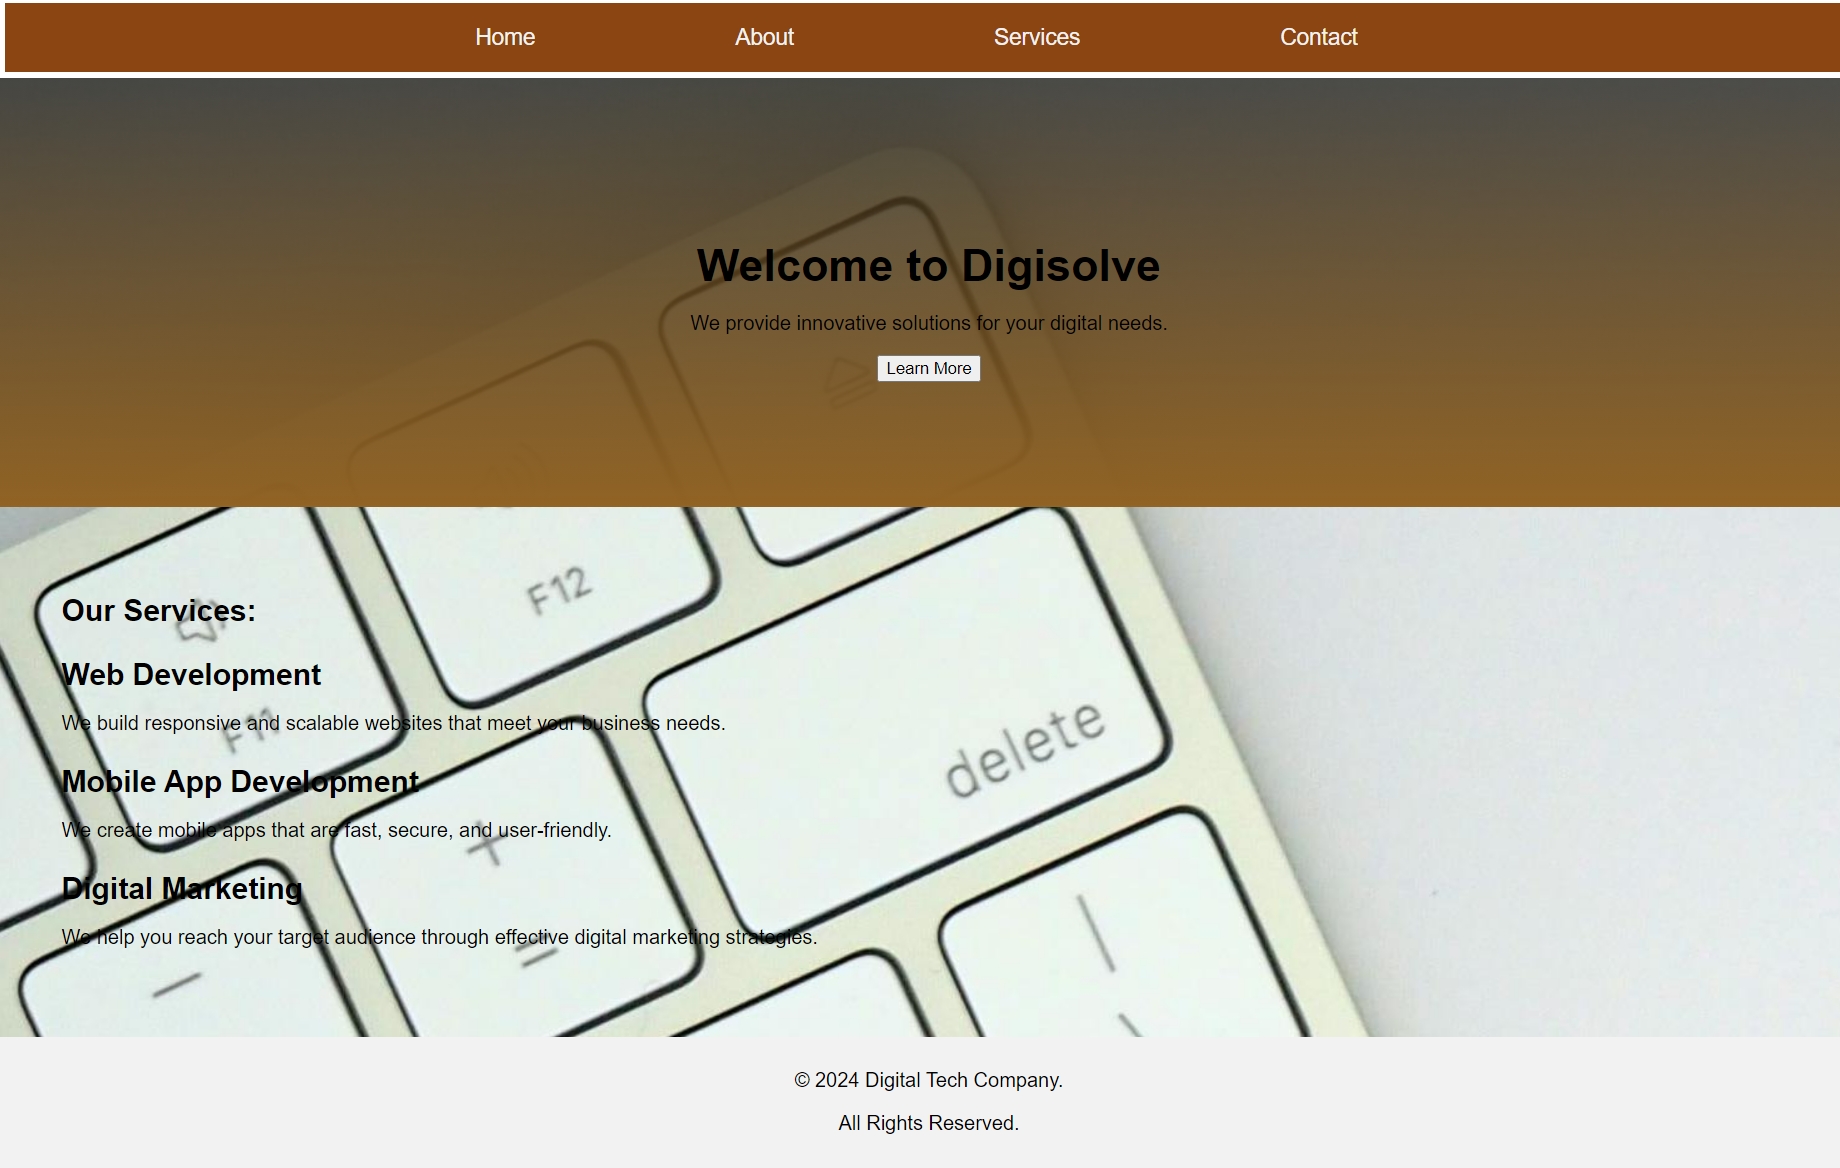 Home About Services Contact
Welcome to Digisolve
We provide innovative solutions for your digital needs.
Learn More
F12
Our Services:
Web Development
F11
We build responsive and scalable websites that meet your business needs.
delete
Mobile App Development
We create mobile apps that are fast, secure, and user-friendly.
+
Digital Marketing
We help you reach your target audience through effective digital marketing strategies.
=
−
|
\
© 2024 Digital Tech Company.
All Rights Reserved.